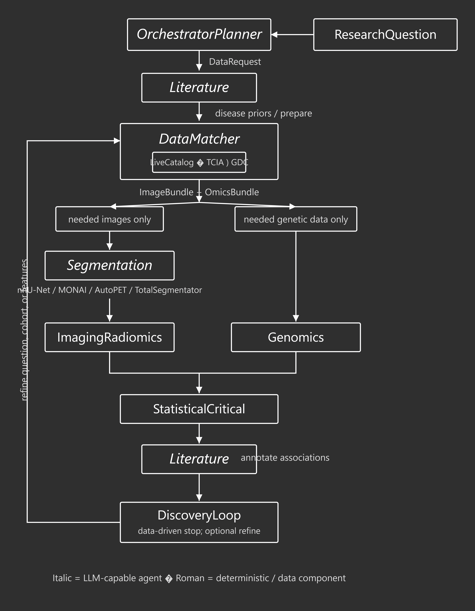 OrchestratorPlanner
ResearchQuestion
DataRequest
Literature
disease priors / prepare
DataMatcher
LiveCatalog � TCIA ) GDC
ImageBundle + OmicsBundle
needed images only
needed genetic data only
Segmentation
nnU-Net / MONAI / AutoPET / TotalSegmentator
refine question, cohort, or features
ImagingRadiomics
Genomics
StatisticalCritical
Literature
annotate associations
DiscoveryLoop
data-driven stop; optional refine
Italic = LLM-capable agent � Roman = deterministic / data component